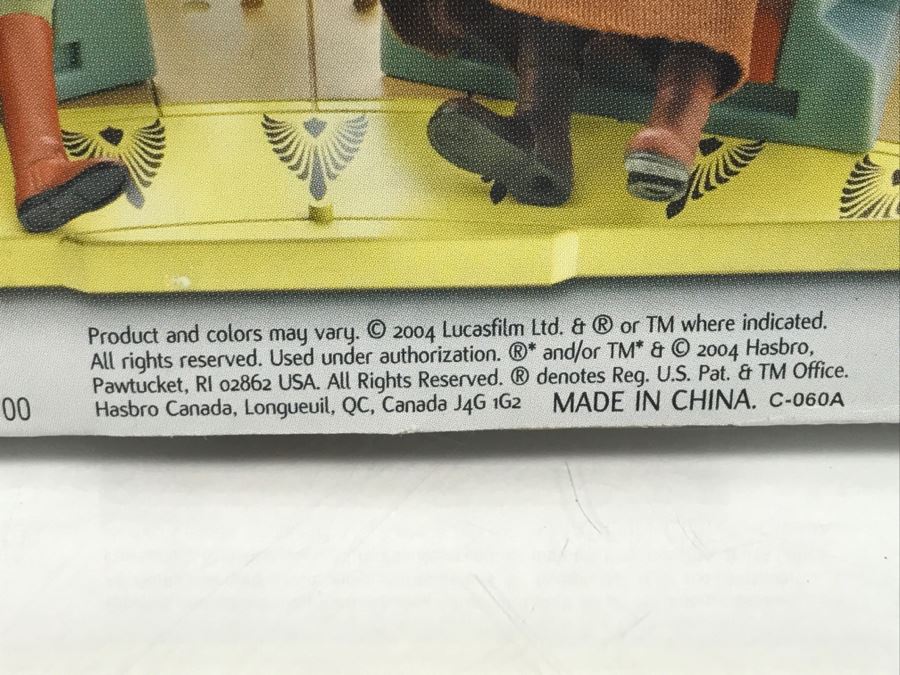 Product and colors may vary. © 2004 Lucasfilm Ltd. & ® or TM where indicated.
All rights reserved. Used under authorization. ®* and/or TM* & © 2004 Hasbro,
Pawtucket, RI 02862 USA. All Rights Reserved. ® denotes Reg. U.S. Pat. & TM Office.
00 Hasbro Canada, Longueuil, QC, Canada J4G 1G2 MADE IN CHINA. C-060A